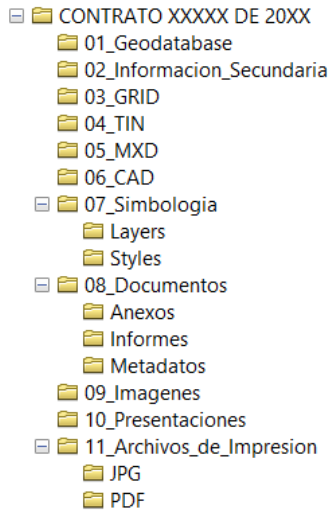 CONTRATO XXXXX DE 20XX
01_Geodatabase
02_Informacion_Secundaria
03_GRID
04_TIN
05_MXD
06_CAD
07_Simbologia
Layers
Styles
08_Documentos
Anexos
Informes
Metadatos
09_Imagenes
10_Presentaciones
11_Archivos_de_Impresion
JPG
PDF